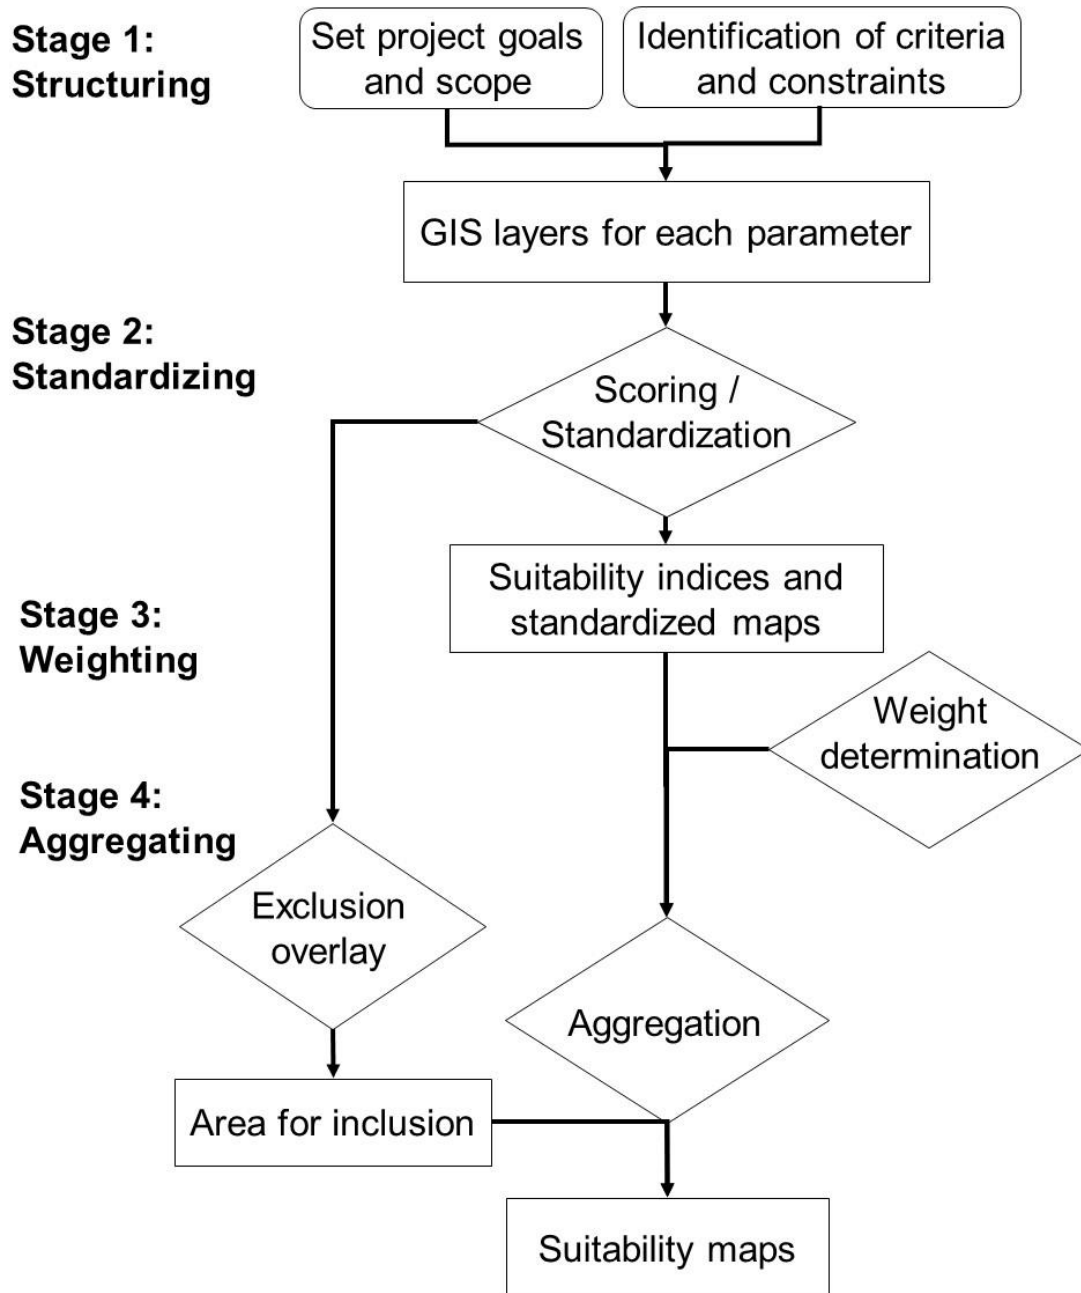 Stage 1:
Structuring
Set project goals
and scope
Identification of criteria
and constraints
GIS layers for each parameter
Stage 2:
Standardizing
Scoring /
Standardization
Suitability indices and
standardized maps
Stage 3:
Weighting
Weight
determination
Stage 4:
Aggregating
Exclusion
overlay
Aggregation
Area for inclusion
Suitability maps